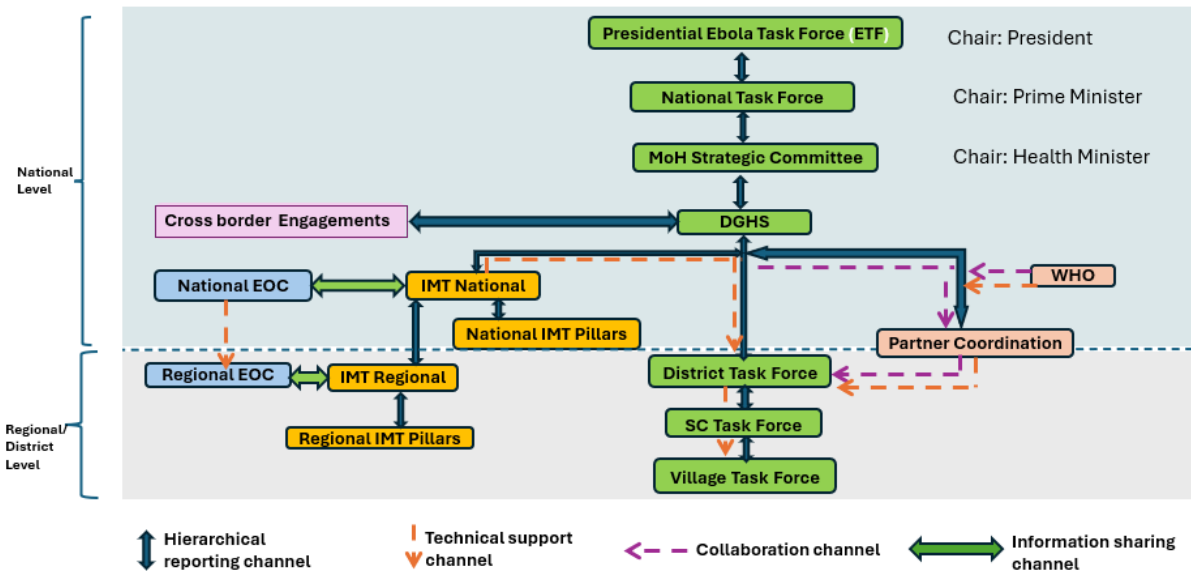 Presidential Ebola Task Force (ETF)
Chair: President
National Task Force
Chair: Prime Minister
MoH Strategic Committee
Chair: Health Minister
National
Level
Cross border Engagements
DGHS
National EOC
IMT National
WHO
National IMT Pillars
Partner Coordination
Regional EOC
IMT Regional
District Task Force
Regional/
District
Level
SC Task Force
Regional IMT Pillars
Village Task Force
Hierarchical
reporting channel
Technical support
channel
Collaboration channel
Information sharing
channel